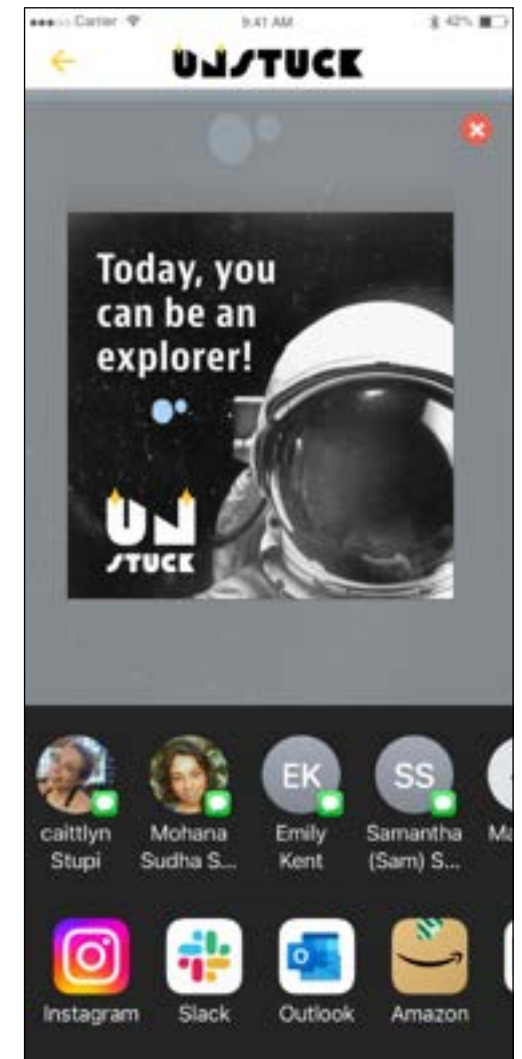 Carrier 9:41 AM 42%
UNSTUCK
Today, you
can be an
explorer!
UN
STUCK
EK SS
caittlyn Mohana Emily Samantha Ma
Stupi Sudha S... Kent (Sam) S...
Instagram Slack Outlook Amazon